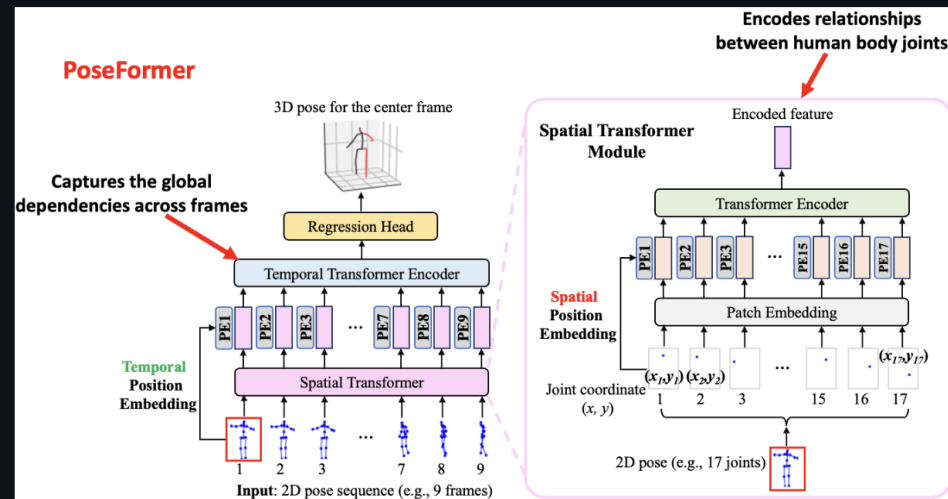 PoseFormer
Encodes relationships
between human body joints
3D pose for the center frame
Captures the global
dependencies across frames
Regression Head
Temporal Transformer Encoder
PE1 PE2 PE3 ... PE7 PE8 PE9
Temporal
Position
Embedding
Spatial Transformer
...
1 2 3 7 8 9
Input: 2D pose sequence (e.g., 9 frames)
Encoded feature
Spatial Transformer
Module
Transformer Encoder
PE1 PE2 PE3 ... PE15 PE16 PE17
Spatial
Position
Embedding
Patch Embedding
(x1,y1) (x2,y2) ... (x17,y17)
Joint coordinate
(x, y)
1 2 3 15 16 17
2D pose (e.g., 17 joints)